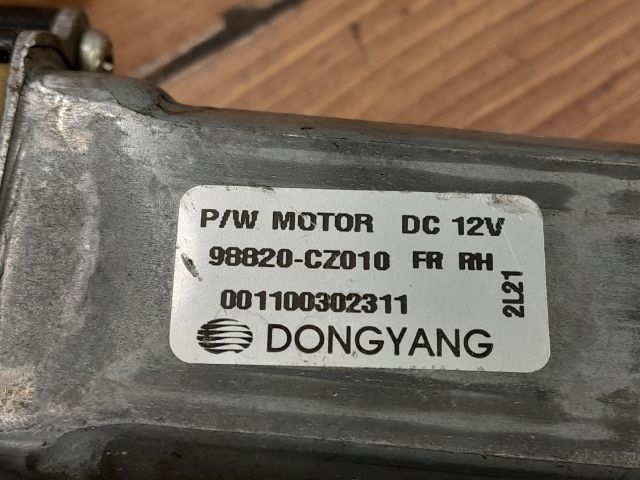 P/W MOTOR DC 12V
98820-CZ010 FR RH
001100302311
2L21
DONGYANG